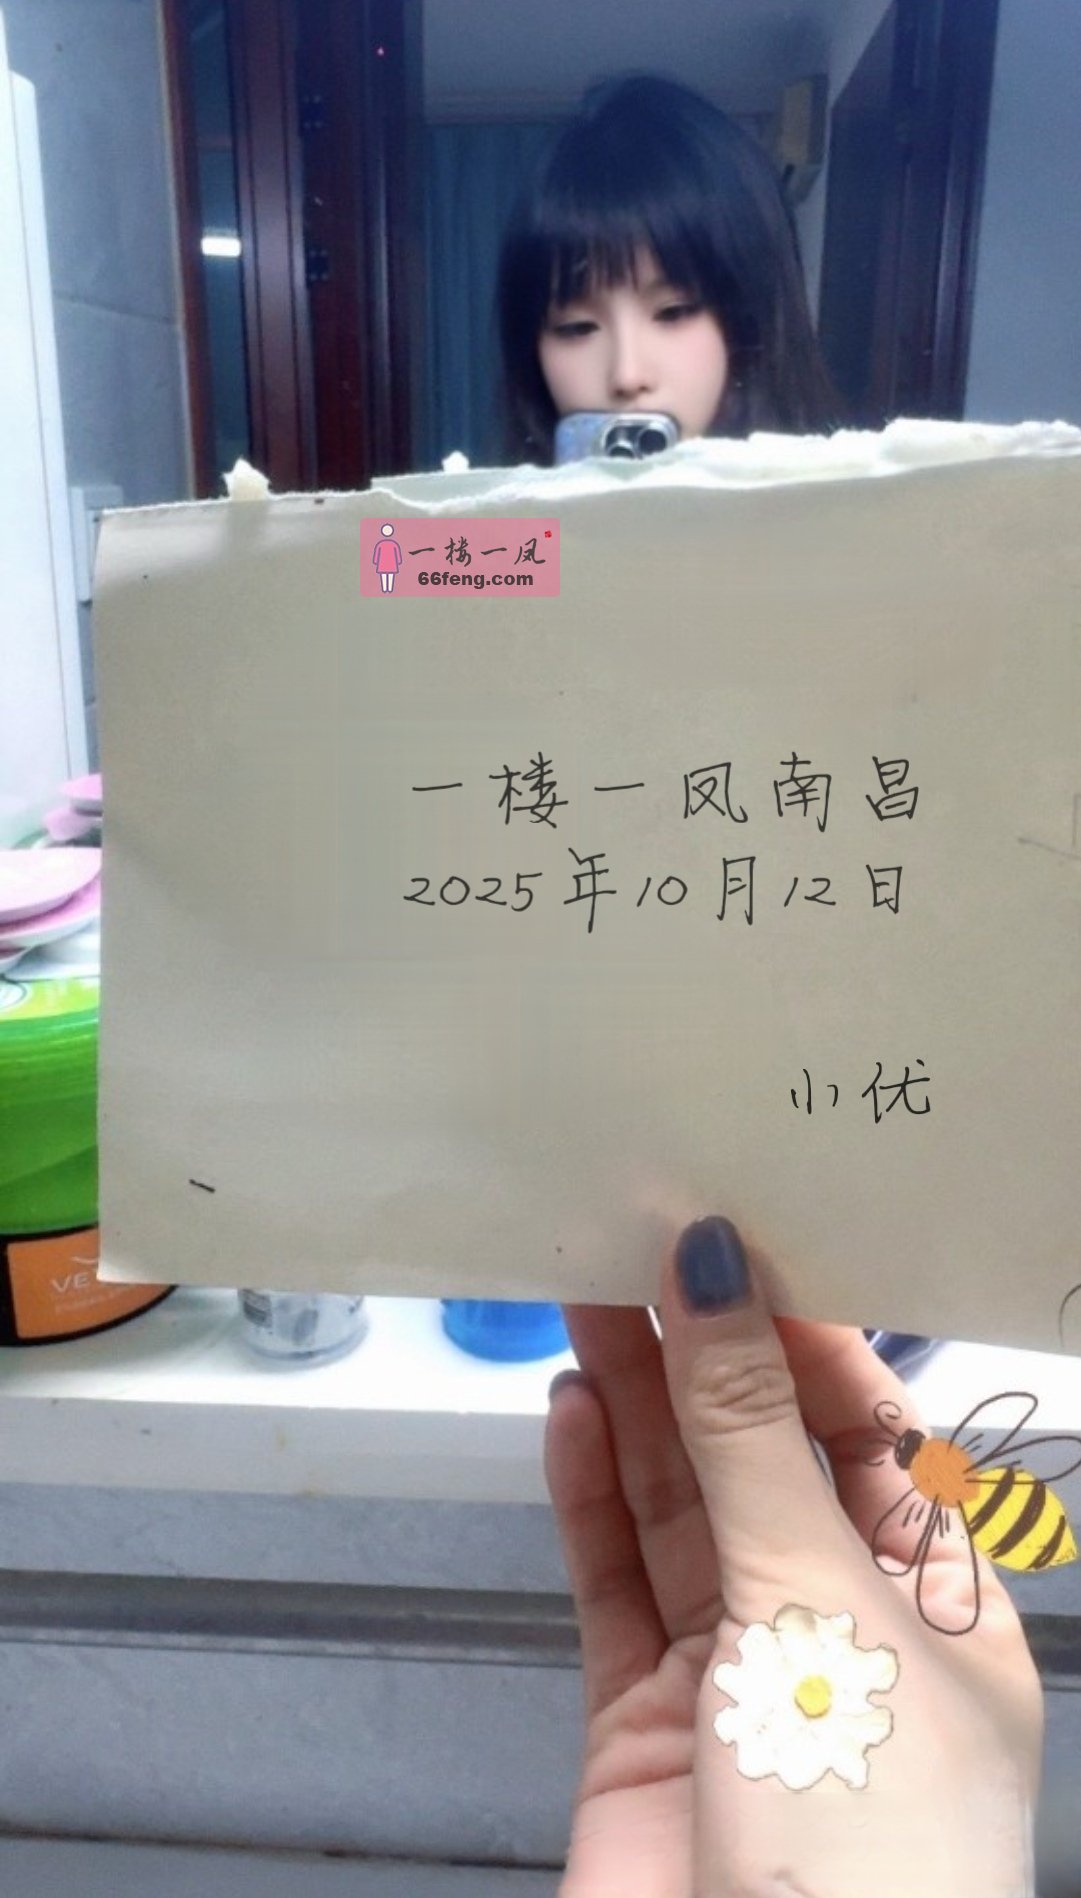 一楼一凤
66feng.com
一楼一凤南昌
2025年10月12日
小优